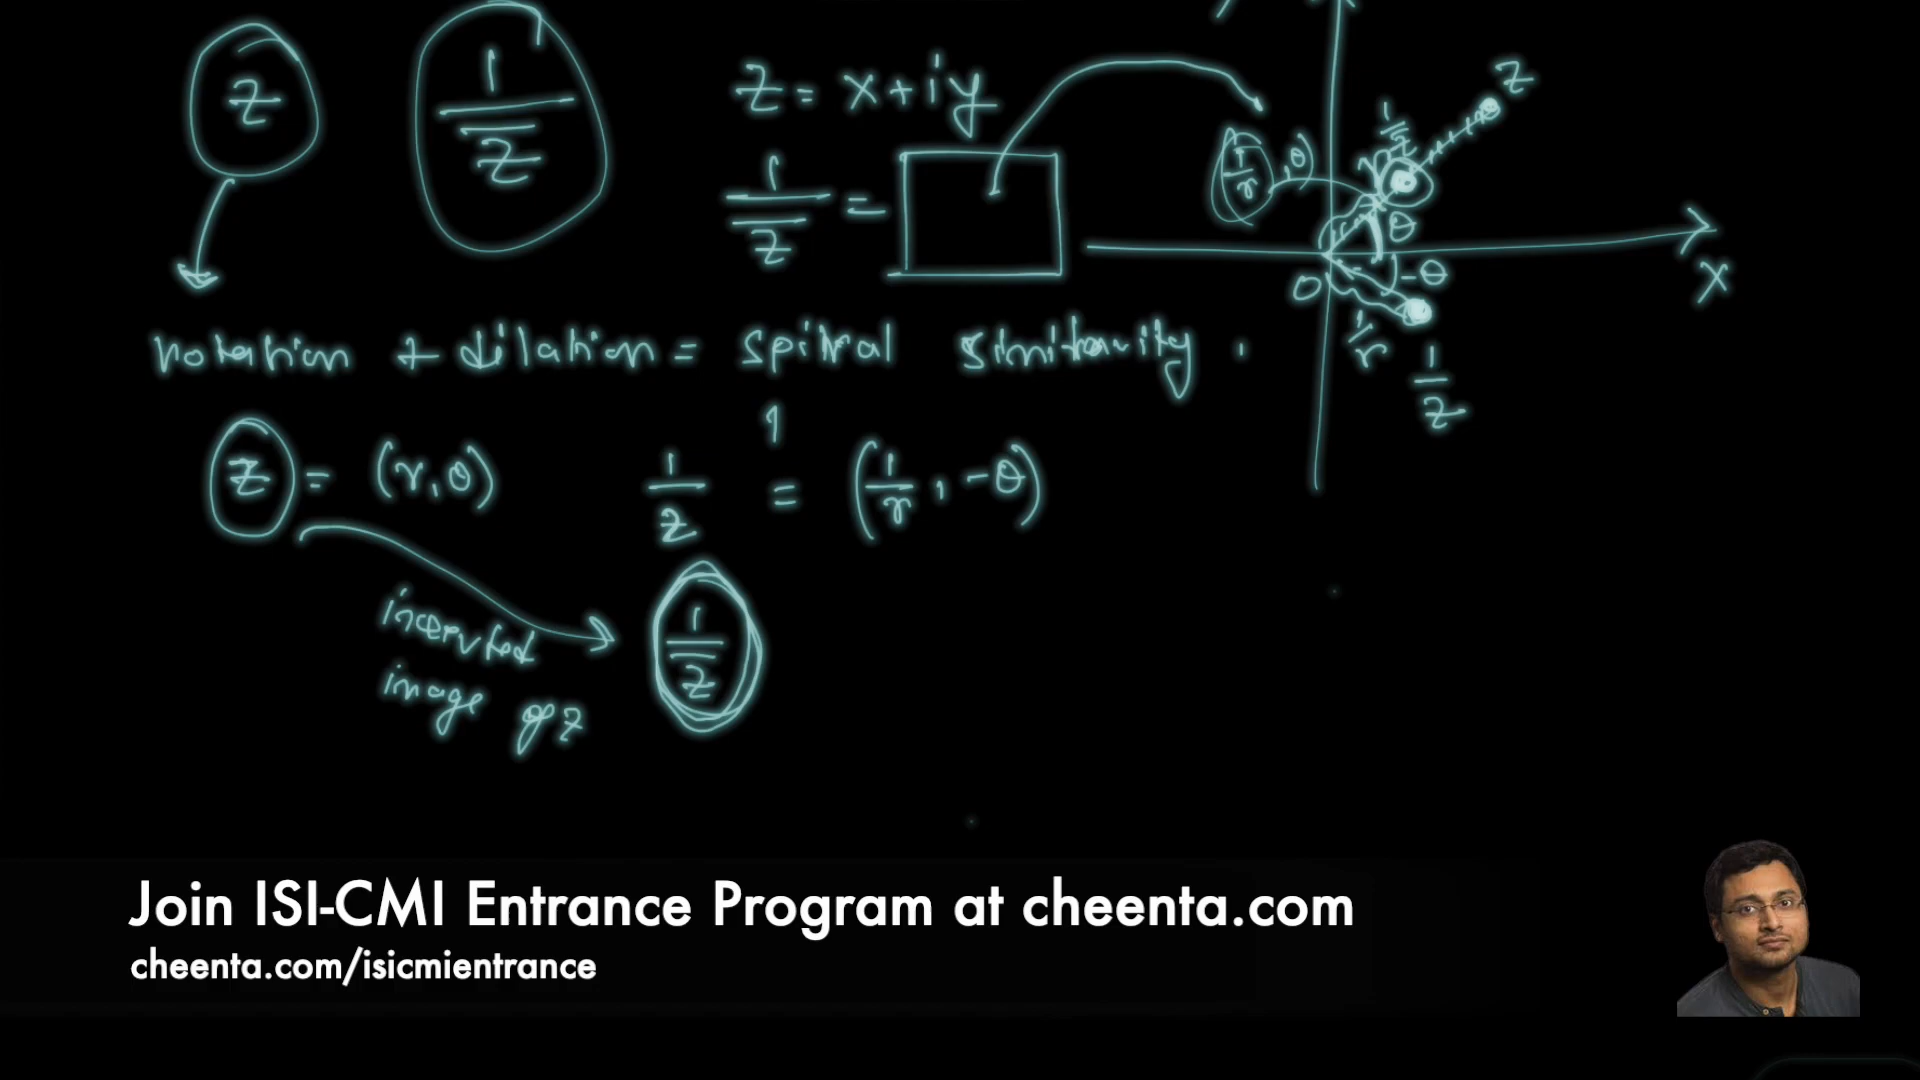 z 1/z̅ z = x + iy
1/z̅ =
(1/r, θ)
1/z̅
z
r
θ
-θ
O
x
1/r
1/z
rotation + dilation = spiral similarity .
z = (r, θ) 1/z = (1/r, -θ)
inverted
image of z
1/z̅
Join ISI-CMI Entrance Program at cheenta.com
cheenta.com/isicmientrance